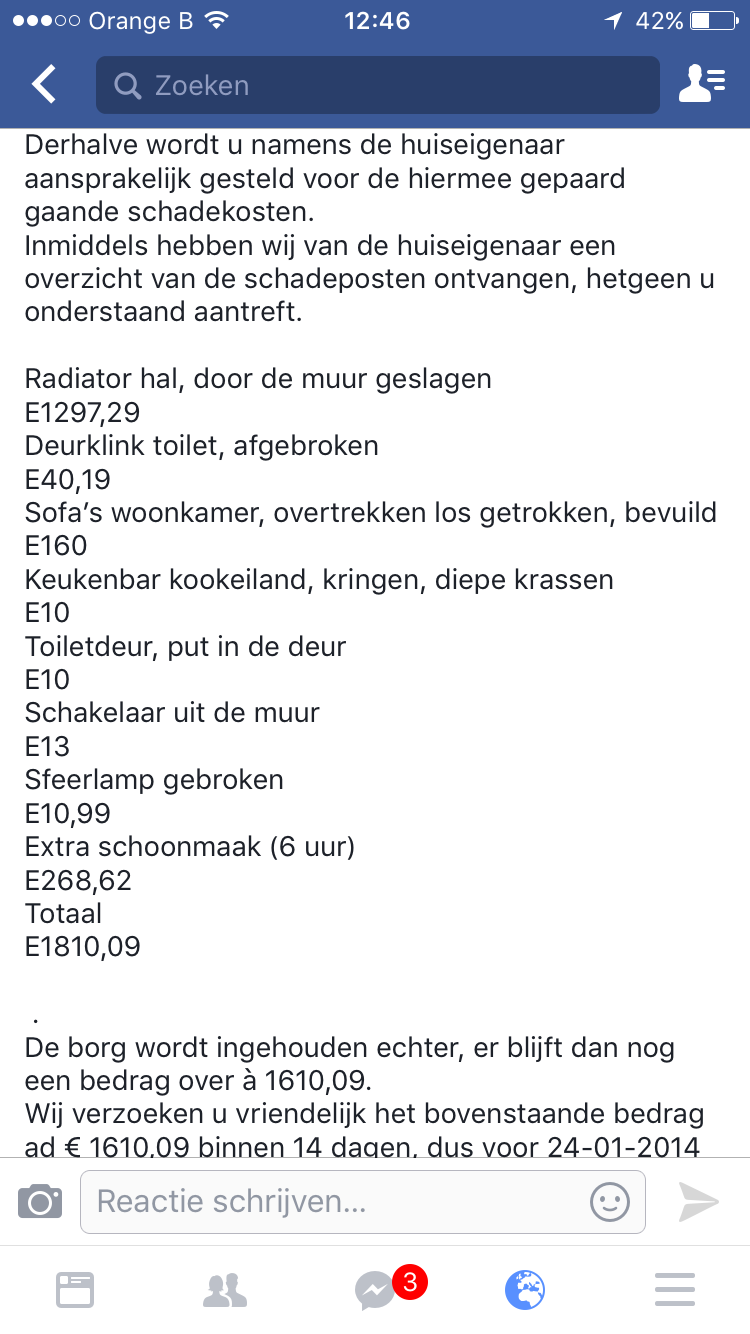 Orange B 12:46 42%
Zoeken
Derhalve wordt u namens de huiseigenaar
aansprakelijk gesteld voor de hiermee gepaard
gaande schadekosten.
Inmiddels hebben wij van de huiseigenaar een
overzicht van de schadeposten ontvangen, hetgeen u
onderstaand aantreft.
Radiator hal, door de muur geslagen
E1297,29
Deurklink toilet, afgebroken
E40,19
Sofa's woonkamer, overtrekken los getrokken, bevuild
E160
Keukenbar kookeiland, kringen, diepe krassen
E10
Toiletdeur, put in de deur
E10
Schakelaar uit de muur
E13
Sfeerlamp gebroken
E10,99
Extra schoonmaak (6 uur)
E268,62
Totaal
E1810,09
.
De borg wordt ingehouden echter, er blijft dan nog
een bedrag over à 1610,09.
Wij verzoeken u vriendelijk het bovenstaande bedrag
ad € 1610,09 binnen 14 dagen, dus voor 24-01-2014
Reactie schrijven...
3